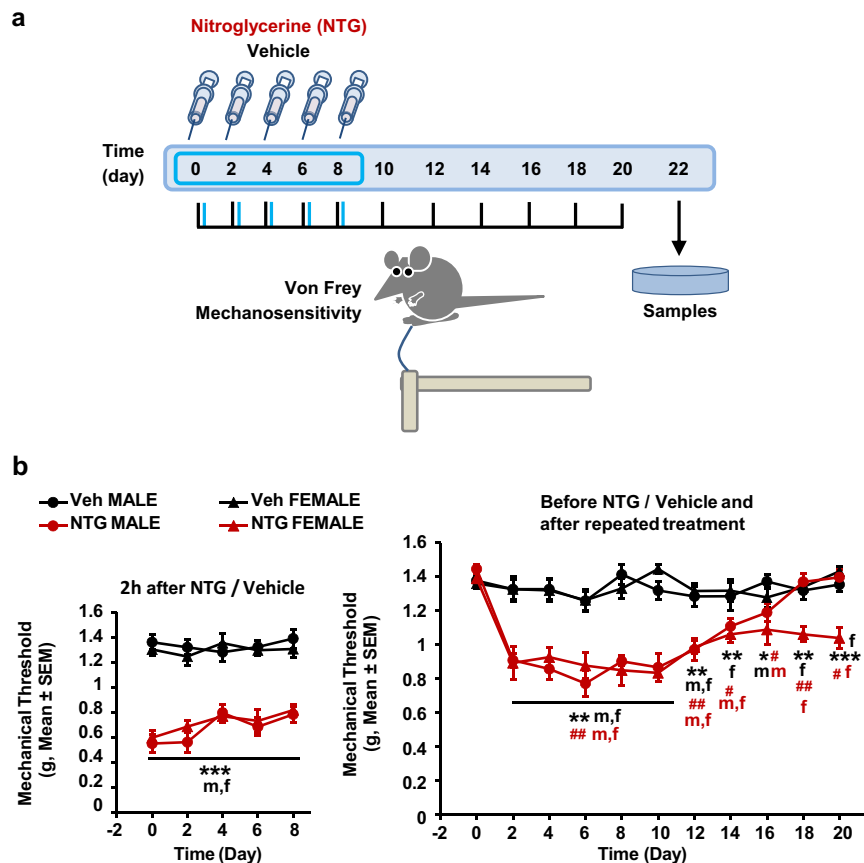 a
Nitroglycerine (NTG)
Vehicle
Time
(day)
0 2 4 6 8 10 12 14 16 18 20 22
Von Frey
Mechanosensitivity
Samples
b
Veh MALE
Veh FEMALE
NTG MALE
NTG FEMALE
2h after NTG / Vehicle
Mechanical Threshold
(g, Mean ± SEM)
1.6
1.4
1.2
1
0.8
0.6
0.4
0.2
0
***
m,f
-2 0 2 4 6 8
Time (Day)
Before NTG / Vehicle and
after repeated treatment
Mechanical Threshold
(g, Mean ± SEM)
1.6
1.4
1.2
1
0.8
0.6
0.4
0.2
0
** m,f
## m,f
**
m,f
##
m,f
**
f
#
m,f
*#
m m
**
f
##
f
f
***
# f
-2 0 2 4 6 8 10 12 14 16 18 20
Time (Day)